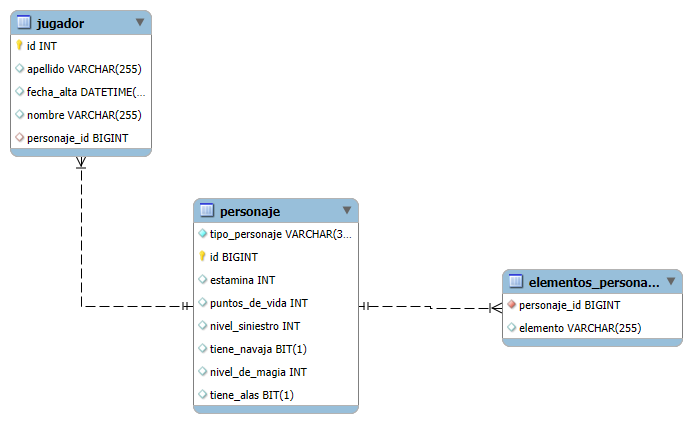 jugador
id INT
apellido VARCHAR(255)
fecha_alta DATETIME(...
nombre VARCHAR(255)
personaje_id BIGINT
personaje
tipo_personaje VARCHAR(3...
id BIGINT
estamina INT
puntos_de_vida INT
nivel_siniestro INT
tiene_navaja BIT(1)
nivel_de_magia INT
tiene_alas BIT(1)
elementos_persona...
personaje_id BIGINT
elemento VARCHAR(255)